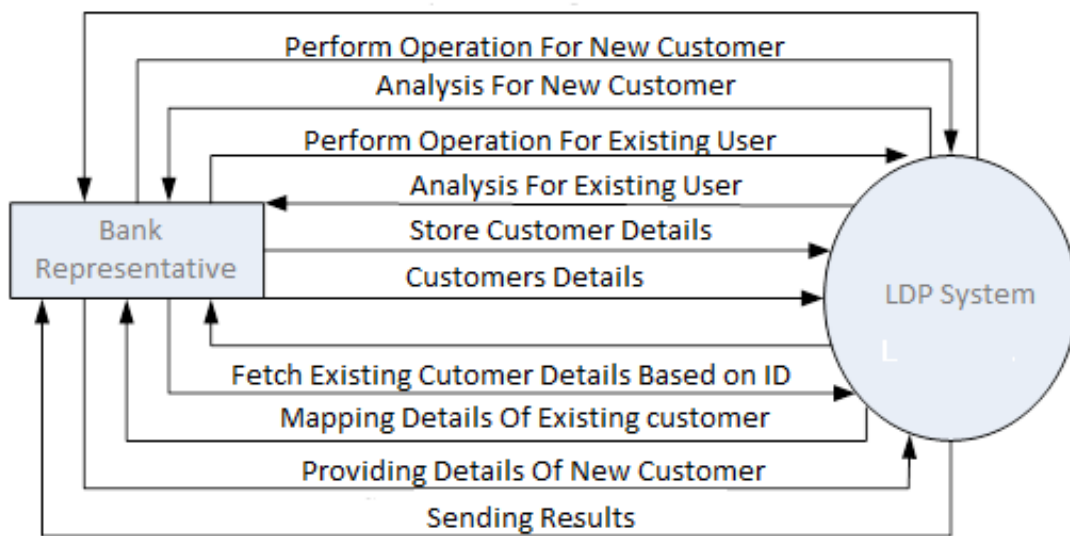 Perform Operation For New Customer
Analysis For New Customer
Perform Operation For Existing User
Analysis For Existing User
Bank
Representative
Store Customer Details
Customers Details
LDP System
L .
Fetch Existing Cutomer Details Based on ID
Mapping Details Of Existing customer
Providing Details Of New Customer
Sending Results